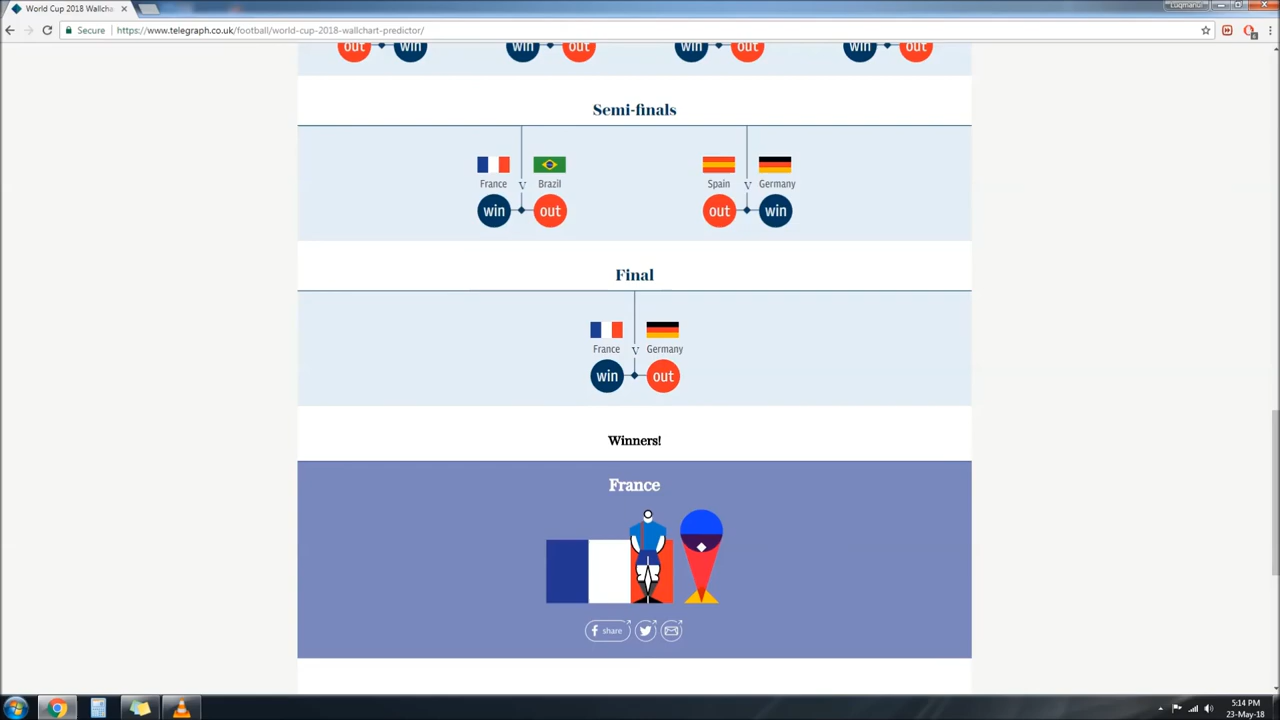 World Cup 2018 Wallcha
Luqmanul
Secure https://www.telegraph.co.uk/football/world-cup-2018-wallchart-predictor/
out win win out win out win out
Semi-finals
France V Brazil Spain V Germany
win out out win
Final
France V Germany
win out
Winners!
France
share
5:14 PM
23-May-18